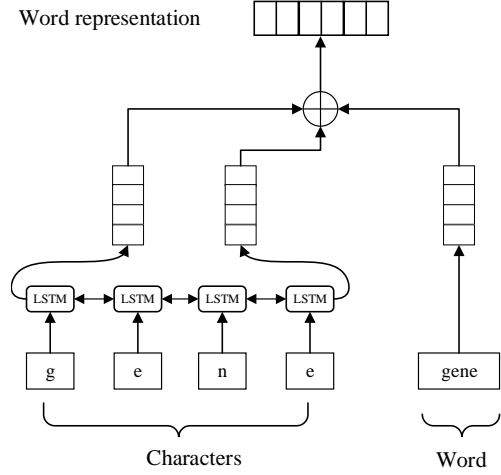 Word representation
LSTM LSTM LSTM LSTM
g e n e gene
Characters Word